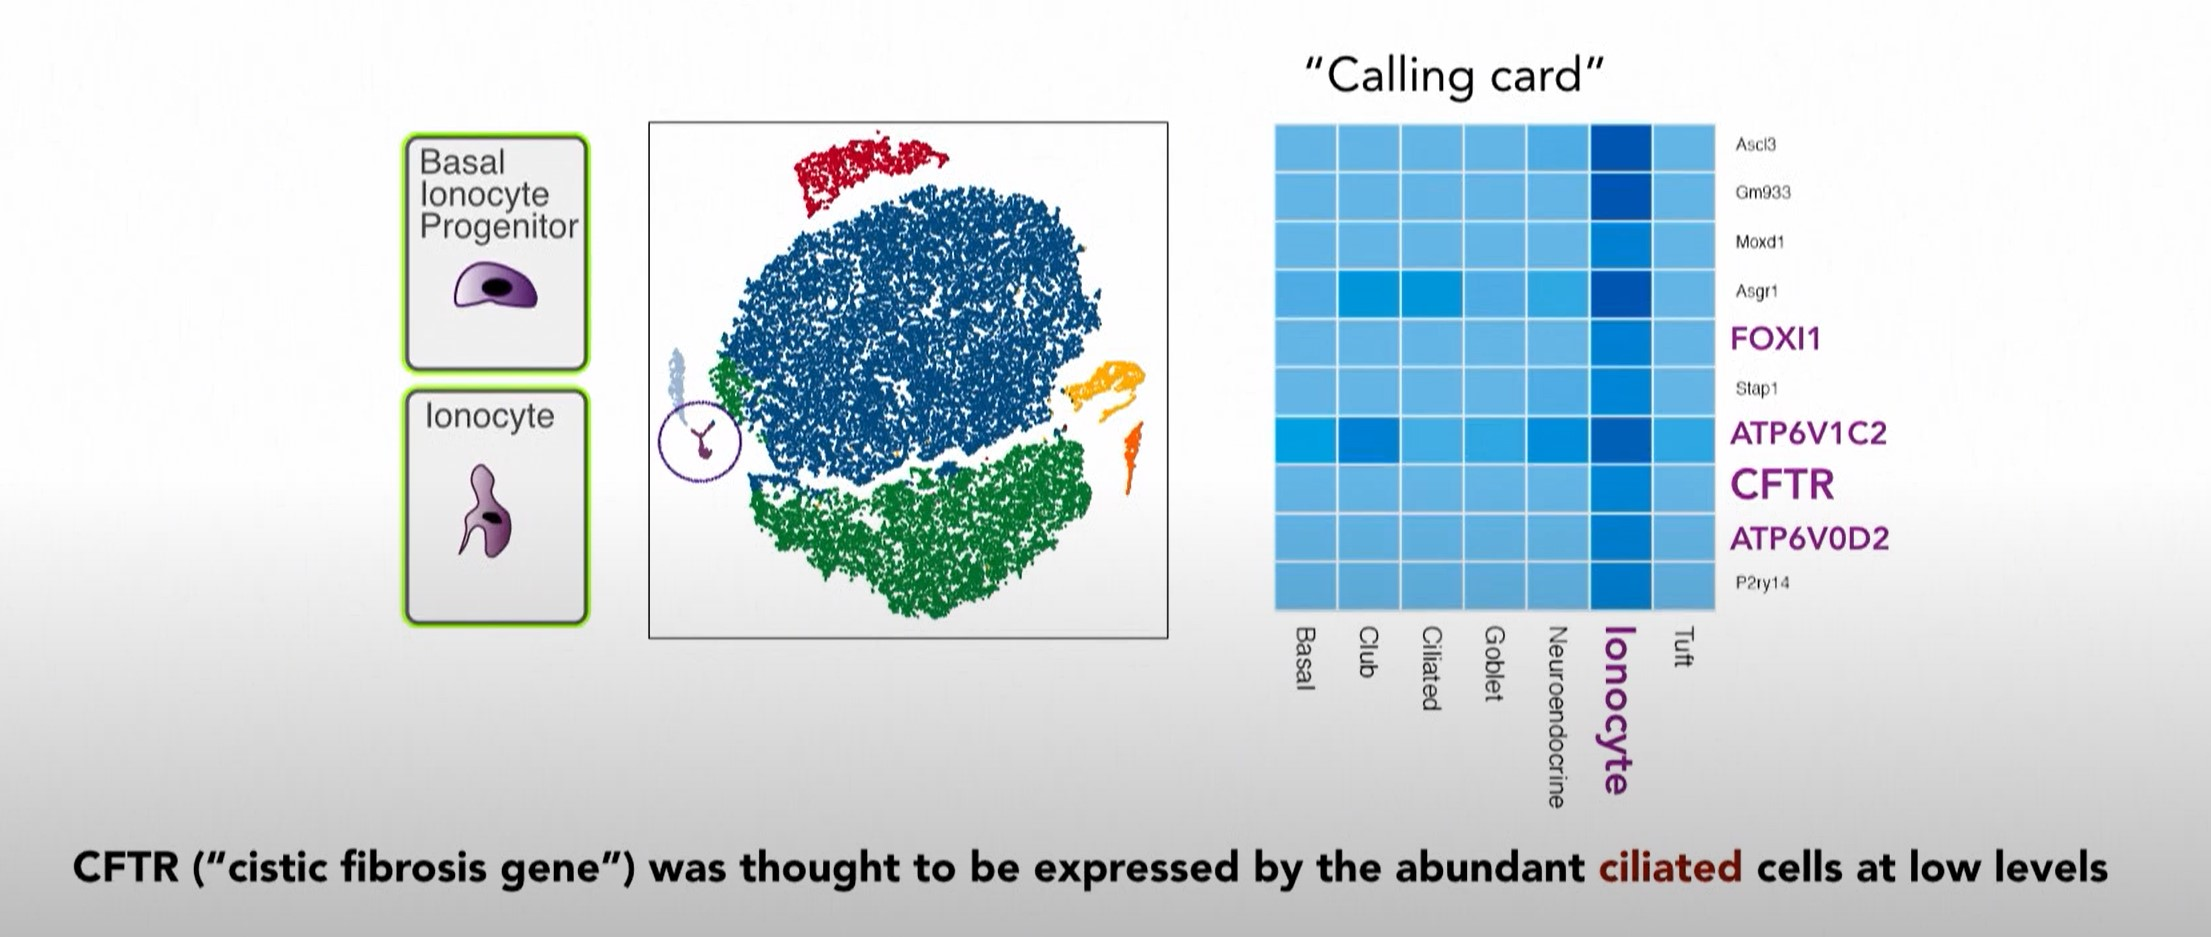 “Calling card”
Basal
Ionocyte
Progenitor
Ionocyte
Ascl3
Gm933
Moxd1
Asgr1
FOXI1
Stap1
ATP6V1C2
CFTR
ATP6V0D2
P2ry14
Basal
Club
Ciliated
Goblet
Neuroendocrine
Ionocyte
Tuft
CFTR (“cistic fibrosis gene”) was thought to be expressed by the abundant ciliated cells at low levels